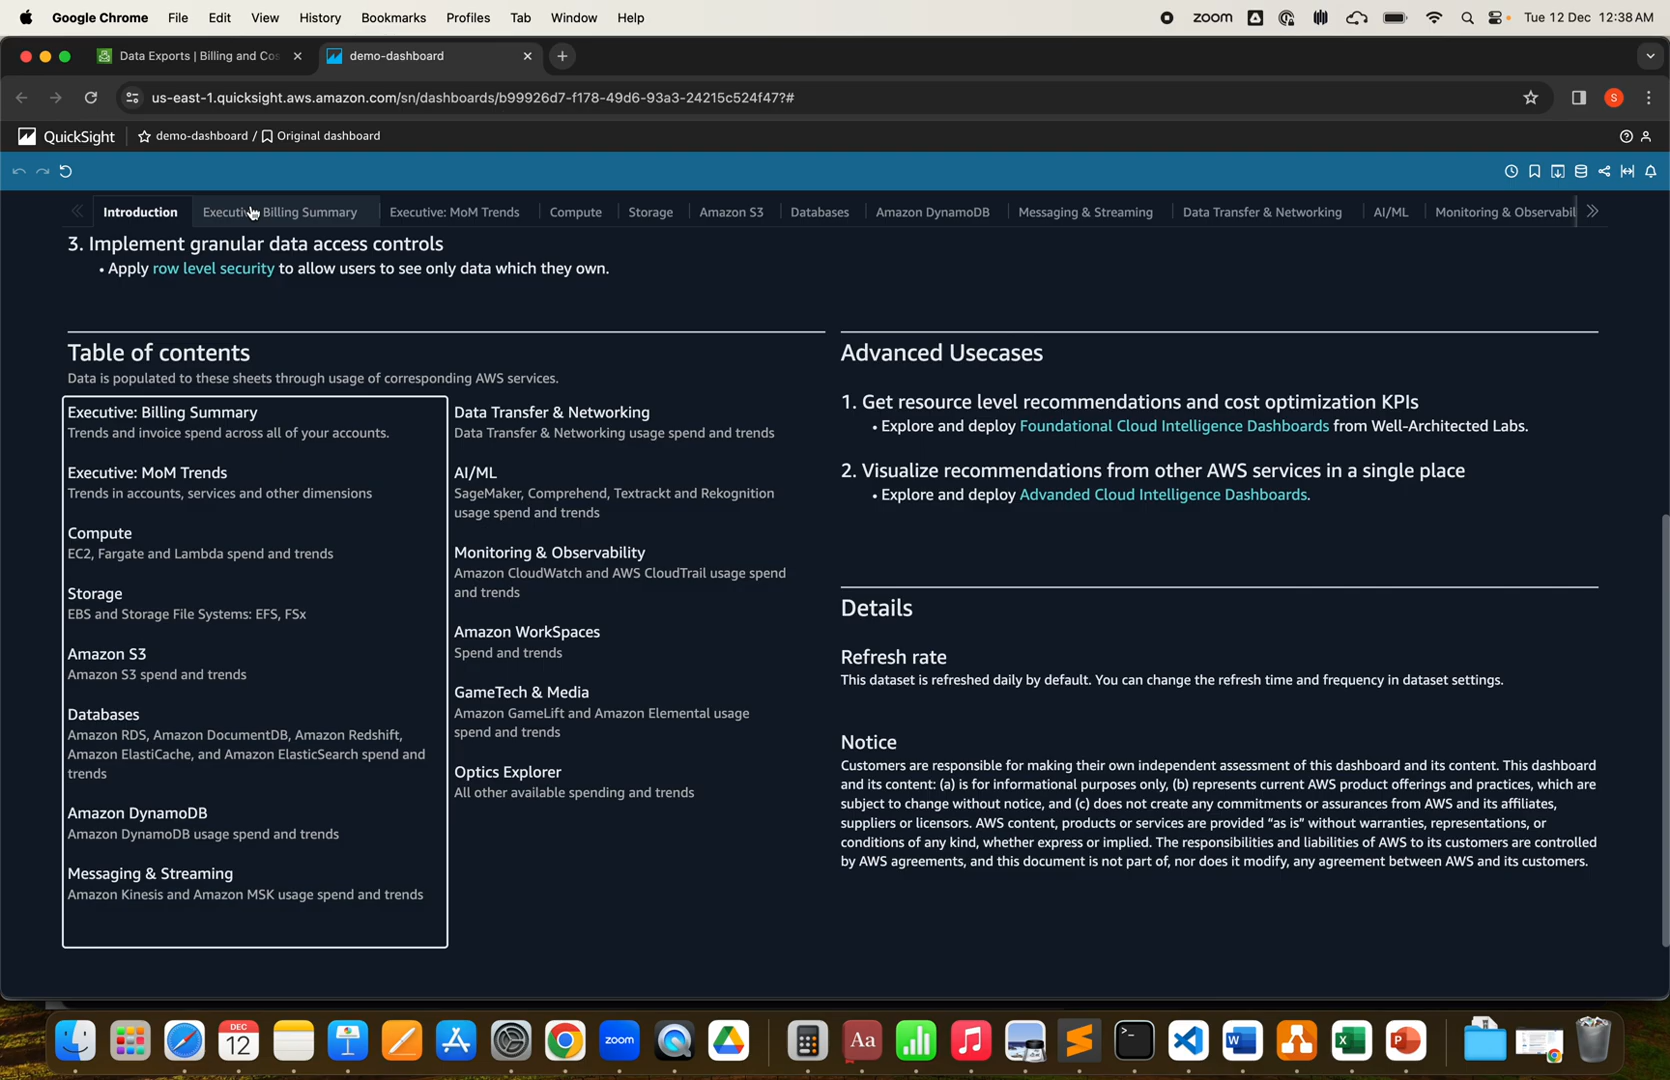 Google Chrome File Edit View History Bookmarks Profiles Tab Window Help
zoom Tue 12 Dec 12:38 AM
Data Exports | Billing and Cos
demo-dashboard
us-east-1.quicksight.aws.amazon.com/sn/dashboards/b99926d7-f178-49d6-93a3-24215c524f47?#
S
QuickSight demo-dashboard / Original dashboard
Introduction Executive: Billing Summary Executive: MoM Trends Compute Storage Amazon S3 Databases Amazon DynamoDB Messaging & Streaming Data Transfer & Networking AI/ML Monitoring & Observabil
3. Implement granular data access controls
• Apply row level security to allow users to see only data which they own.
Table of contents
Data is populated to these sheets through usage of corresponding AWS services.
Executive: Billing Summary
Trends and invoice spend across all of your accounts.
Executive: MoM Trends
Trends in accounts, services and other dimensions
Compute
EC2, Fargate and Lambda spend and trends
Storage
EBS and Storage File Systems: EFS, FSx
Amazon S3
Amazon S3 spend and trends
Databases
Amazon RDS, Amazon DocumentDB, Amazon Redshift,
Amazon ElastiCache, and Amazon ElasticSearch spend and
trends
Amazon DynamoDB
Amazon DynamoDB usage spend and trends
Messaging & Streaming
Amazon Kinesis and Amazon MSK usage spend and trends
Data Transfer & Networking
Data Transfer & Networking usage spend and trends
AI/ML
SageMaker, Comprehend, Textrackt and Rekognition
usage spend and trends
Monitoring & Observability
Amazon CloudWatch and AWS CloudTrail usage spend
and trends
Amazon WorkSpaces
Spend and trends
GameTech & Media
Amazon GameLift and Amazon Elemental usage
spend and trends
Optics Explorer
All other available spending and trends
Advanced Usecases
1. Get resource level recommendations and cost optimization KPIs
• Explore and deploy Foundational Cloud Intelligence Dashboards from Well-Architected Labs.
2. Visualize recommendations from other AWS services in a single place
• Explore and deploy Advanded Cloud Intelligence Dashboards.
Details
Refresh rate
This dataset is refreshed daily by default. You can change the refresh time and frequency in dataset settings.
Notice
Customers are responsible for making their own independent assessment of this dashboard and its content. This dashboard
and its content: (a) is for informational purposes only, (b) represents current AWS product offerings and practices, which are
subject to change without notice, and (c) does not create any commitments or assurances from AWS and its affiliates,
suppliers or licensors. AWS content, products or services are provided “as is” without warranties, representations, or
conditions of any kind, whether express or implied. The responsibilities and liabilities of AWS to its customers are controlled
by AWS agreements, and this document is not part of, nor does it modify, any agreement between AWS and its customers.
DEC
12
zoom
Aa